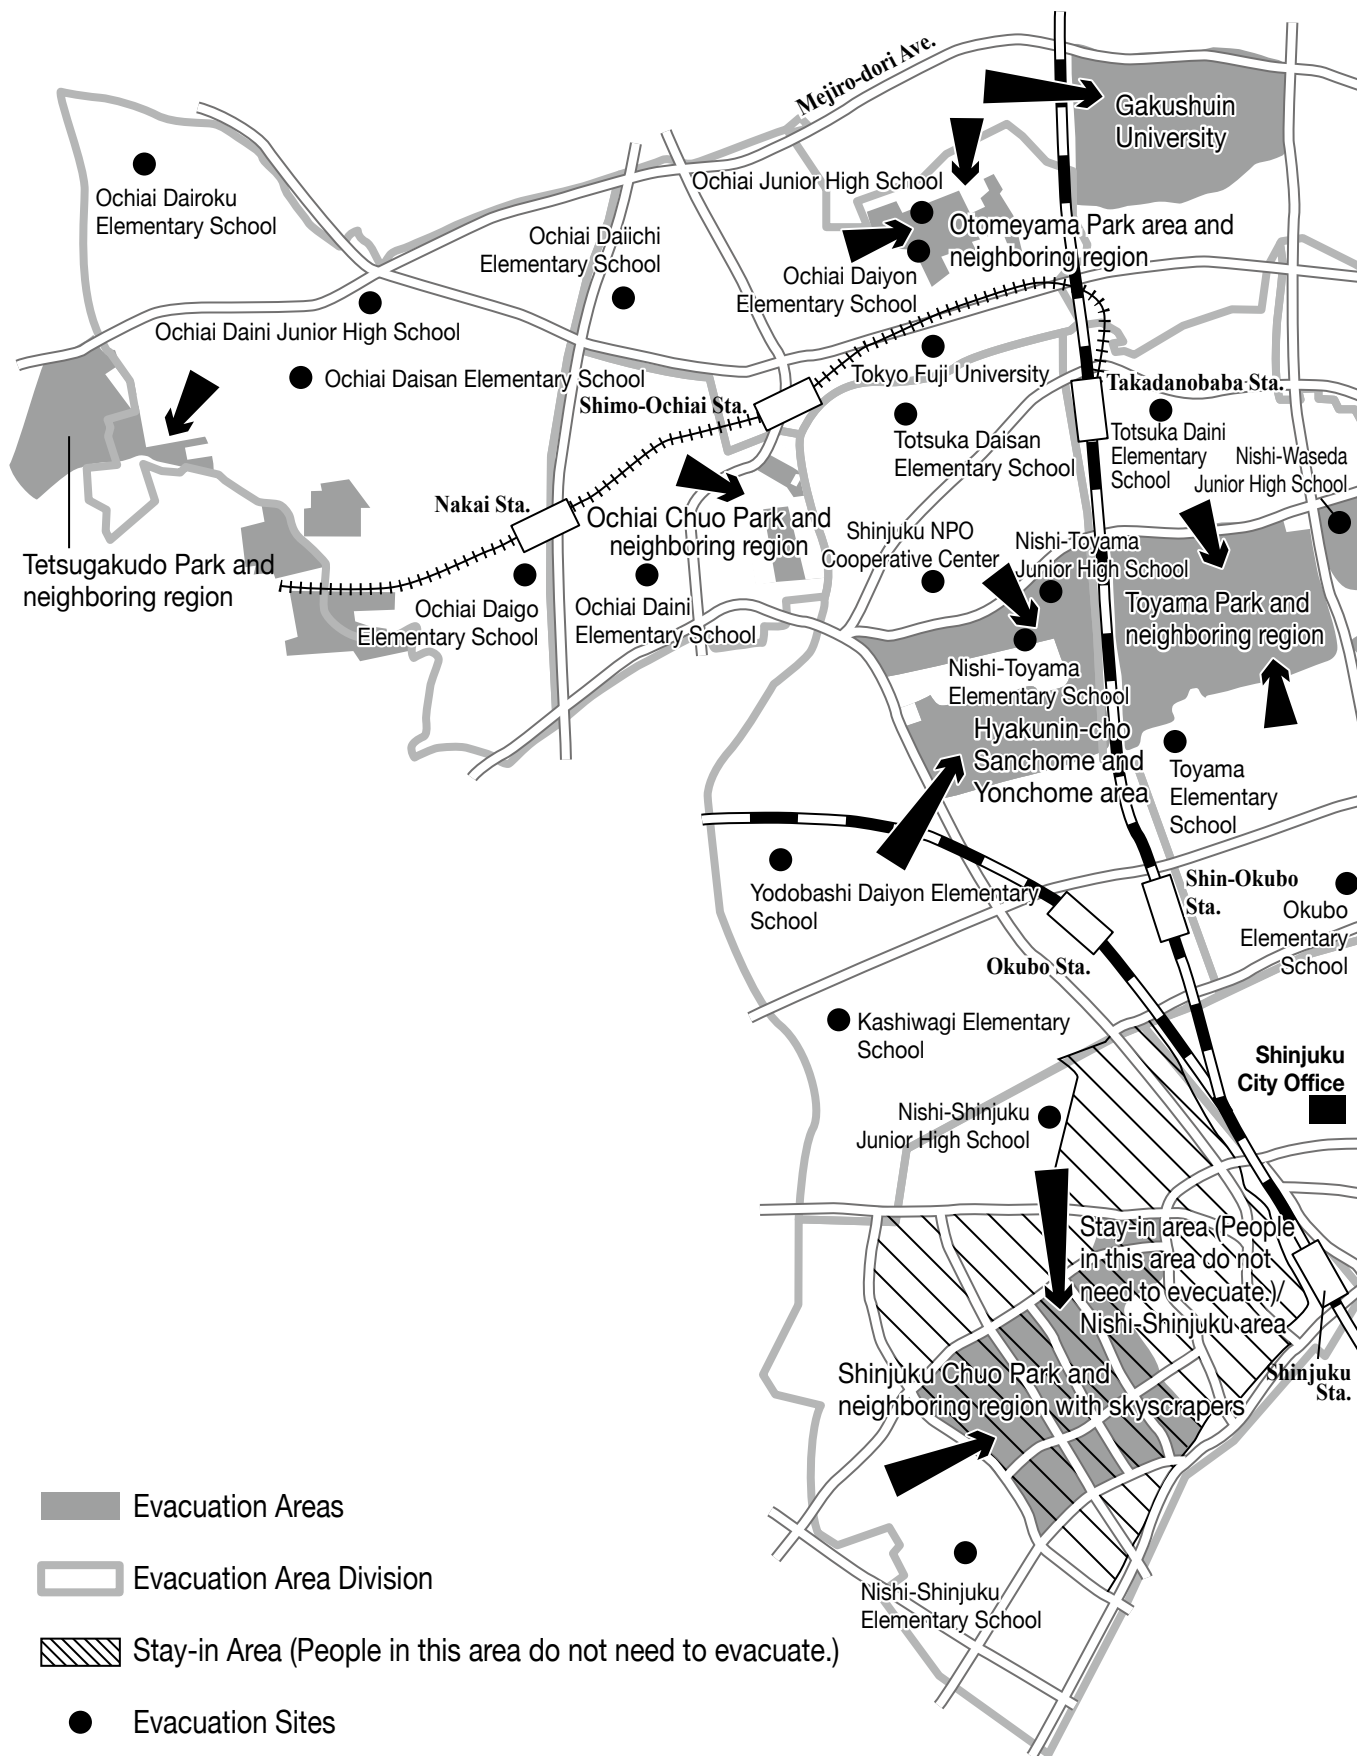 Mejiro-dori Ave.
Gakushuin
University
Ochiai Dairoku
Elementary School
Ochiai Junior High School
Ochiai Daiichi
Elementary School
Otomeyama Park area and
neighboring region
Ochiai Daiyon
Elementary School
Ochiai Daini Junior High School
Ochiai Daisan Elementary School
Shimo-Ochiai Sta.
Tokyo Fuji University
Takadanobaba Sta.
Totsuka Daisan
Elementary School
Totsuka Daini
Elementary
School
Nishi-Waseda
Junior High School
Nakai Sta.
Ochiai Chuo Park and
neighboring region
Shinjuku NPO
Cooperative Center
Nishi-Toyama
Junior High School
Tetsugakudo Park and
neighboring region
Ochiai Daigo
Elementary School
Ochiai Daini
Elementary School
Toyama Park and
neighboring region
Nishi-Toyama
Elementary School
Hyakunin-cho
Sanchome and
Yonchome area
Toyama
Elementary
School
Yodobashi Daiyon Elementary
School
Shin-Okubo
Sta.
Okubo
Elementary
School
Okubo Sta.
Kashiwagi Elementary
School
Shinjuku
City Office
Nishi-Shinjuku
Junior High School
Stay-in area (People
in this area do not
need to evecuate.)/
Nishi-Shinjuku area
Shinjuku
Sta.
Shinjuku Chuo Park and
neighboring region with skyscrapers
Nishi-Shinjuku
Elementary School
Evacuation Areas
Evacuation Area Division
Stay-in Area (People in this area do not need to evacuate.)
Evacuation Sites